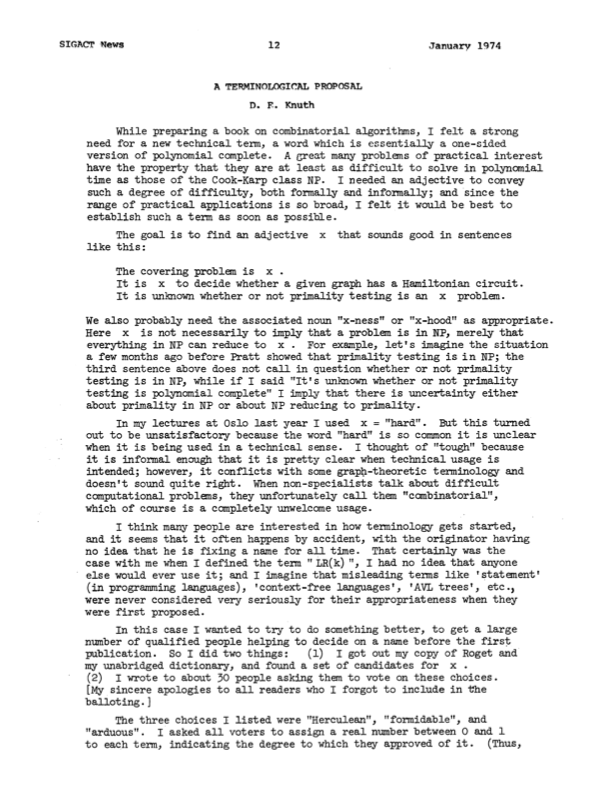 SIGACT News 12 January 1974
A TERMINOLOGICAL PROPOSAL
D. F. Knuth
While preparing a book on combinatorial algorithms, I felt a strong
need for a new technical term, a word which is essentially a one-sided
version of polynomial complete. A great many problems of practical interest
have the property that they are at least as difficult to solve in polynomial
time as those of the Cook-Karp class NP. I needed an adjective to convey
such a degree of difficulty, both formally and informally; and since the
range of practical applications is so broad, I felt it would be best to
establish such a term as soon as possible.
The goal is to find an adjective x that sounds good in sentences
like this:
The covering problem is x .
It is x to decide whether a given graph has a Hamiltonian circuit.
It is unknown whether or not primality testing is an x problem.
We also probably need the associated noun "x-ness" or "x-hood" as appropriate.
Here x is not necessarily to imply that a problem is in NP, merely that
everything in NP can reduce to x . For example, let's imagine the situation
a few months ago before Pratt showed that primality testing is in NP; the
third sentence above does not call in question whether or not primality
testing is in NP, while if I said "It's unknown whether or not primality
testing is polynomial complete" I imply that there is uncertainty either
about primality in NP or about NP reducing to primality.
In my lectures at Oslo last year I used x = "hard". But this turned
out to be unsatisfactory because the word "hard" is so common it is unclear
when it is being used in a technical sense. I thought of "tough" because
it is informal enough that it is pretty clear when technical usage is
intended; however, it conflicts with some graph-theoretic terminology and
doesn't sound quite right. When non-specialists talk about difficult
computational problems, they unfortunately call them "combinatorial",
which of course is a completely unwelcome usage.
I think many people are interested in how terminology gets started,
and it seems that it often happens by accident, with the originator having
no idea that he is fixing a name for all time. That certainly was the
case with me when I defined the term " LR(k) ", I had no idea that anyone
else would ever use it; and I imagine that misleading terms like 'statement'
(in programming languages), 'context-free languages', 'AVL trees', etc.,
were never considered very seriously for their appropriateness when they
were first proposed.
In this case I wanted to try to do something better, to get a large
number of qualified people helping to decide on a name before the first
publication. So I did two things: (1) I got out my copy of Roget and
my unabridged dictionary, and found a set of candidates for x .
(2) I wrote to about 30 people asking them to vote on these choices.
[My sincere apologies to all readers who I forgot to include in the
balloting.]
The three choices I listed were "Herculean", "formidable", and
"arduous". I asked all voters to assign a real number between 0 and 1
to each term, indicating the degree to which they approved of it. (Thus,